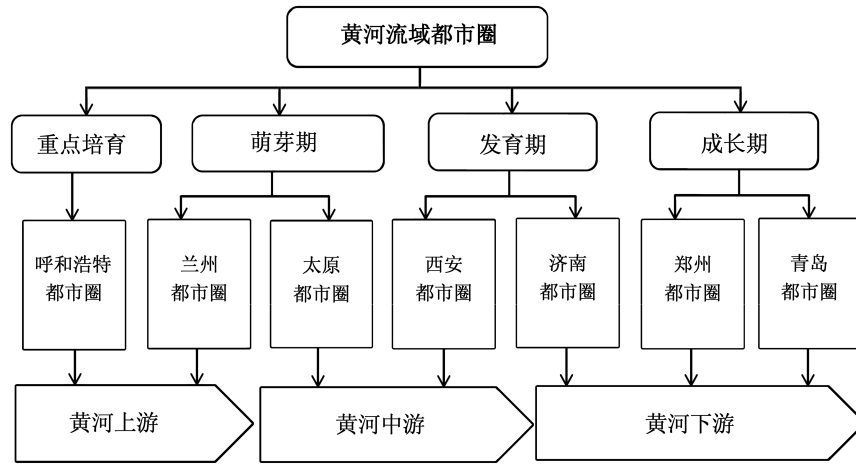 黄河流域都市圈
重点培育
萌芽期
发育期
成长期
呼和浩特
都市圈
兰州
都市圈
太原
都市圈
西安
都市圈
济南
都市圈
郑州
都市圈
青岛
都市圈
黄河上游
黄河中游
黄河下游